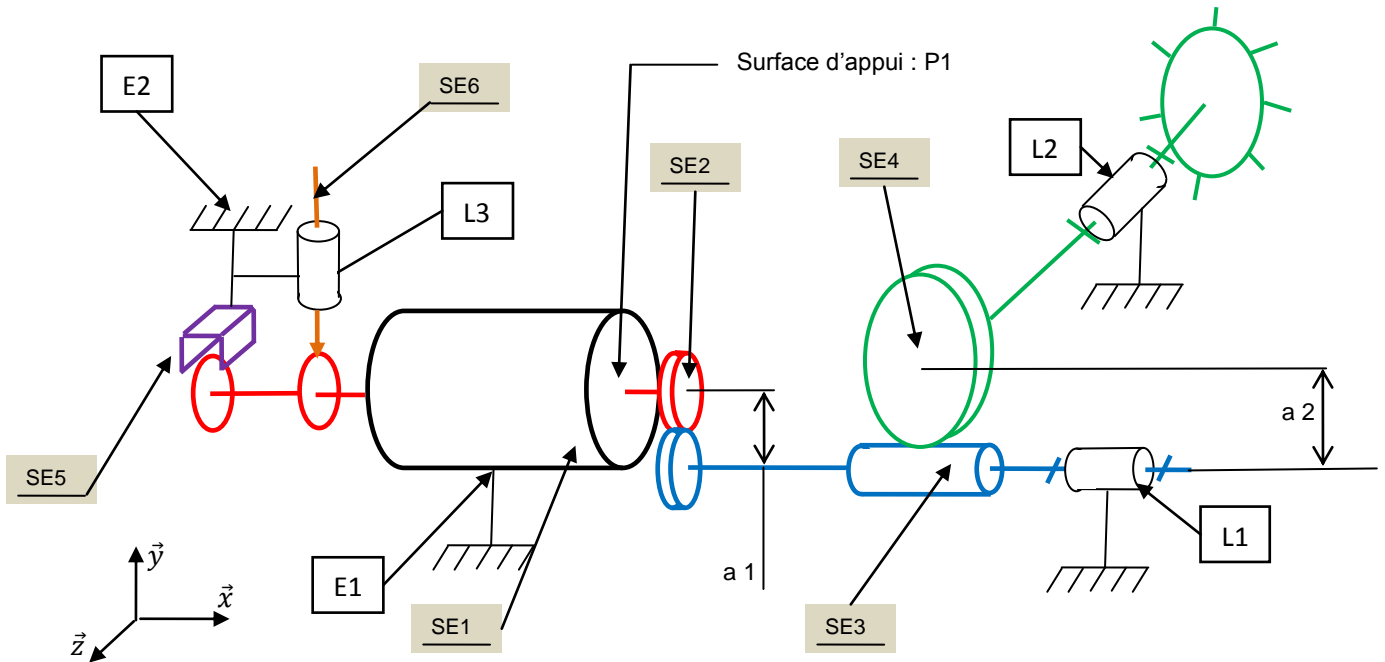 Surface d'appui : P1
E2
SE6
SE2
SE4
L2
L3
a 2
SE5
a 1
L1
E1
SE1
SE3
y
x
z